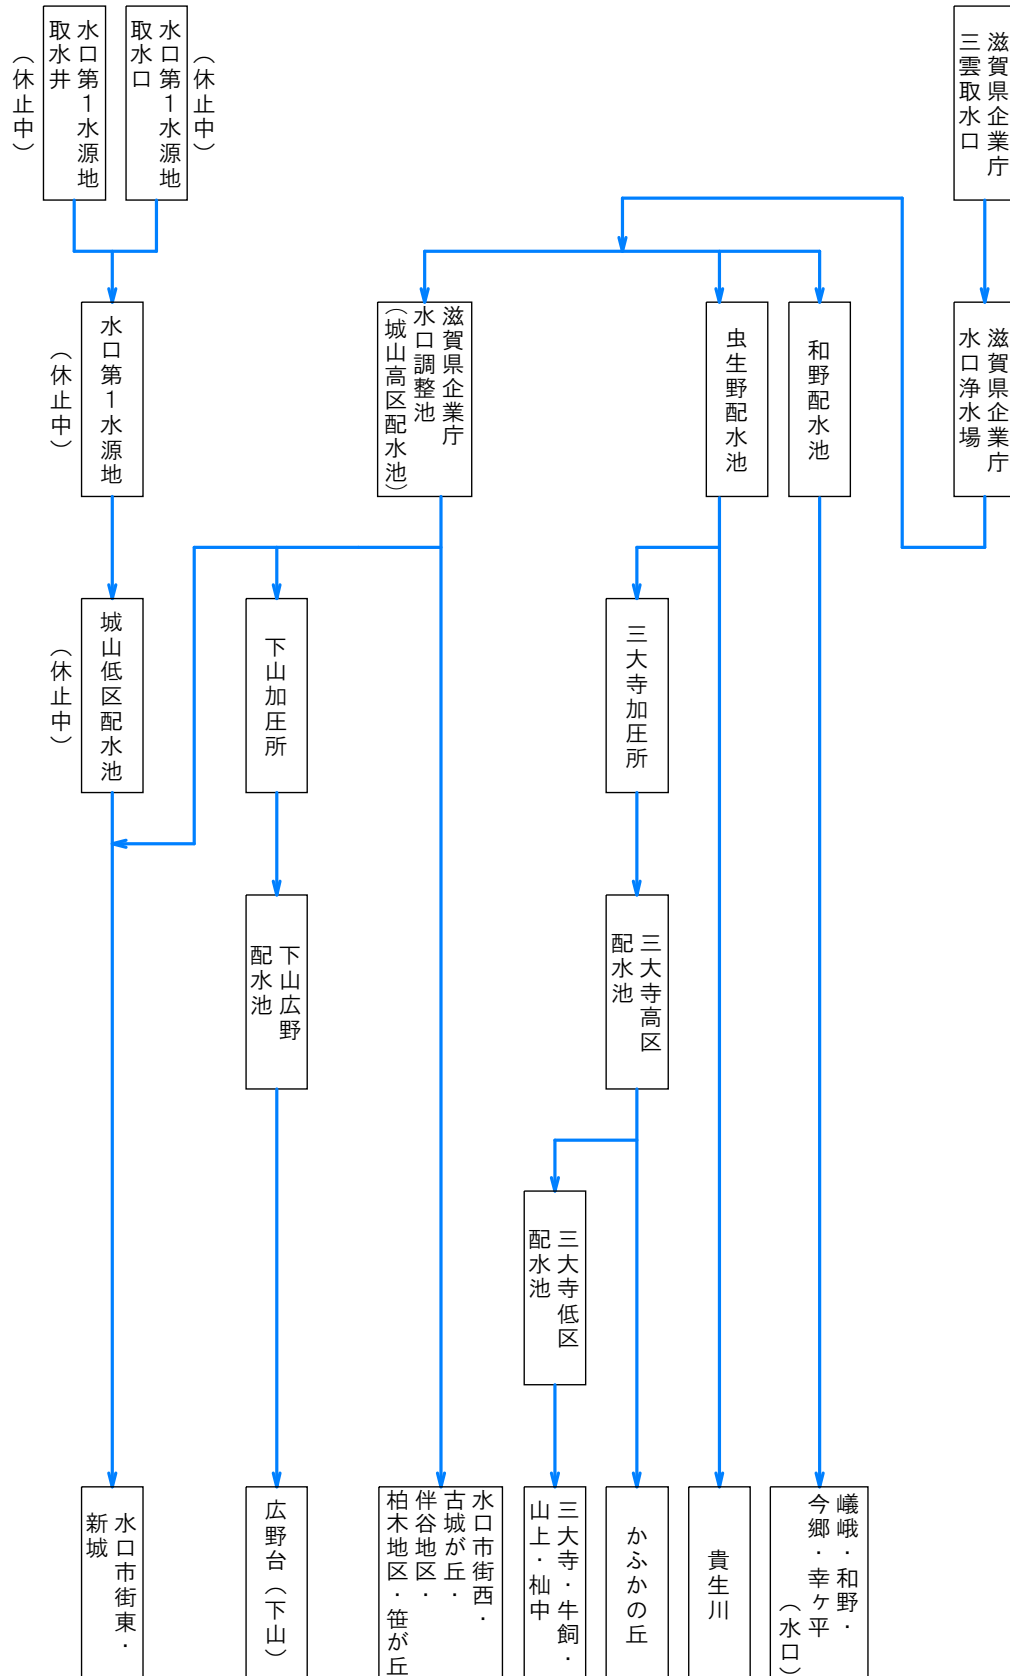 滋賀県企業庁
三雲取水口
(休止中)
水口第1水源地
取水口
水口第1水源地
取水井
(休止中)
滋賀県企業庁
水口浄水場
和野配水池
虫生野配水池
滋賀県企業庁
水口調整池
(城山高区配水池)
水口第1水源地
(休止中)
三大寺加圧所
下山加圧所
城山低区配水池
(休止中)
三大寺高区
配水池
下山広野
配水池
三大寺低区
配水池
嶬峨・和野・
今郷・幸ヶ平
(水口)
貴生川
かふかの丘
三大寺・牛飼・
山上・杣中
水口市街西・
古城が丘・
伴谷地区・
柏木地区・笹が丘
広野台(下山)
水口市街東・
新城